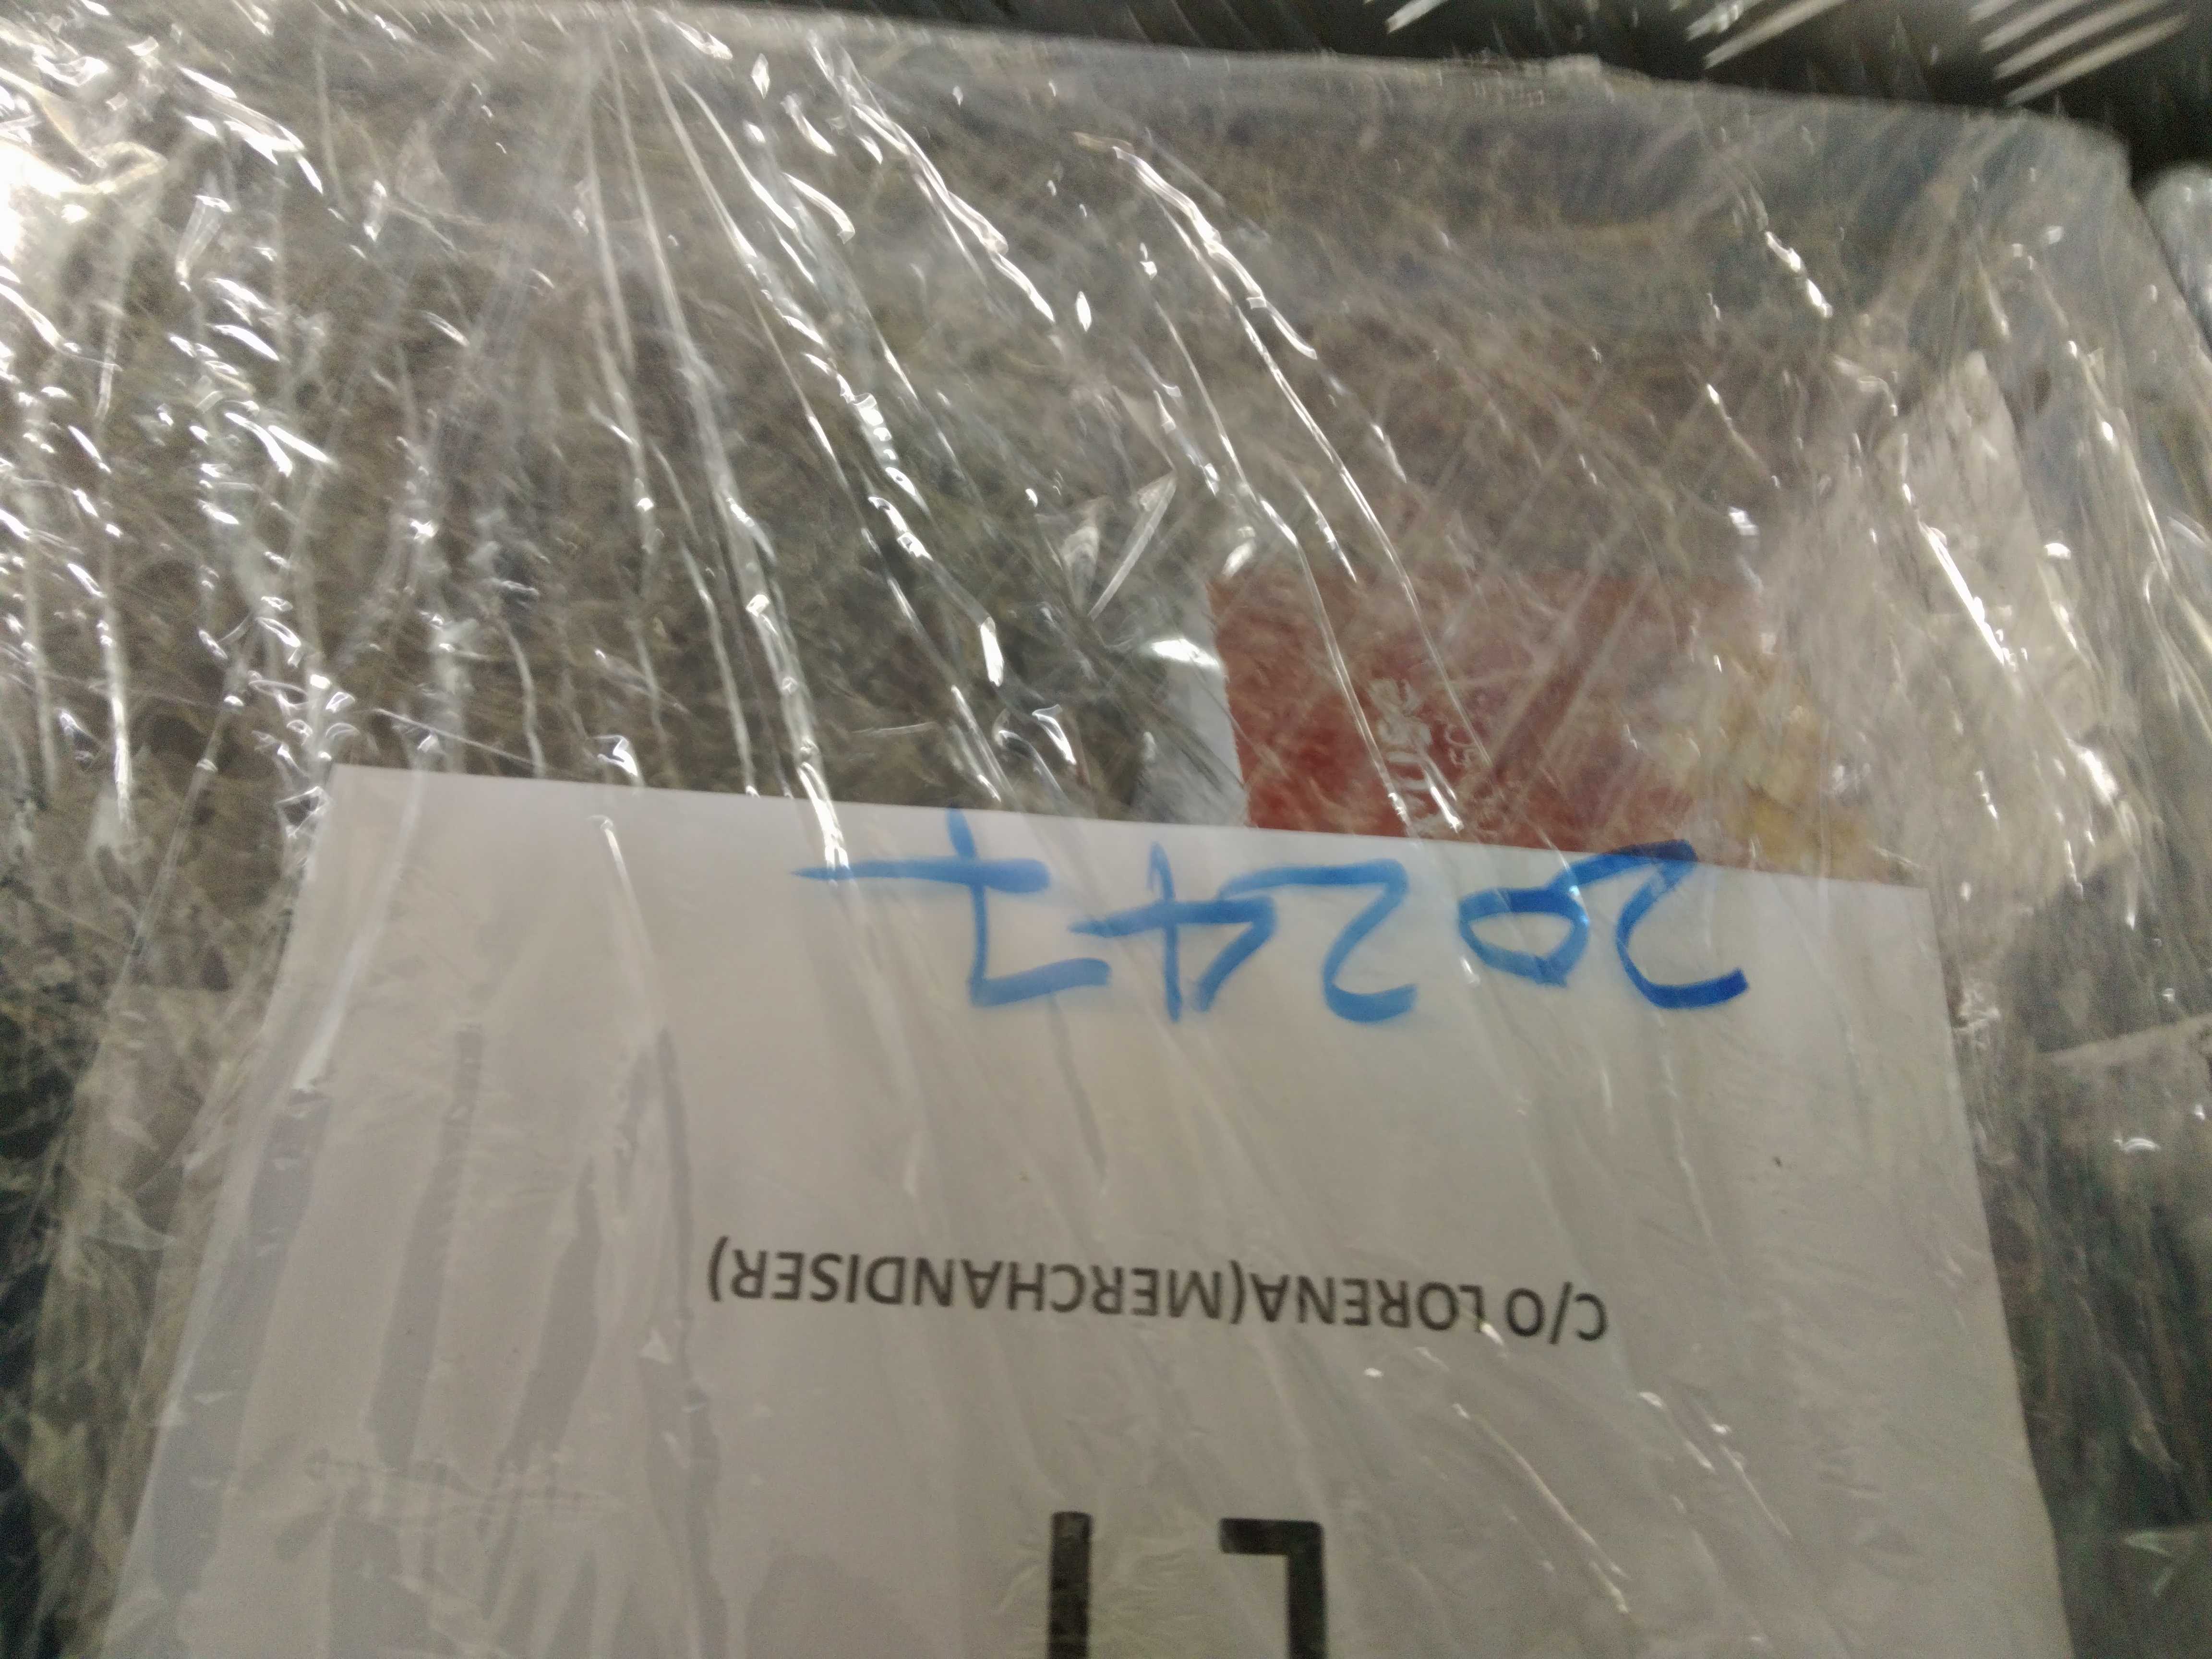 C/O LORENA(MERCHANDISER)
20247